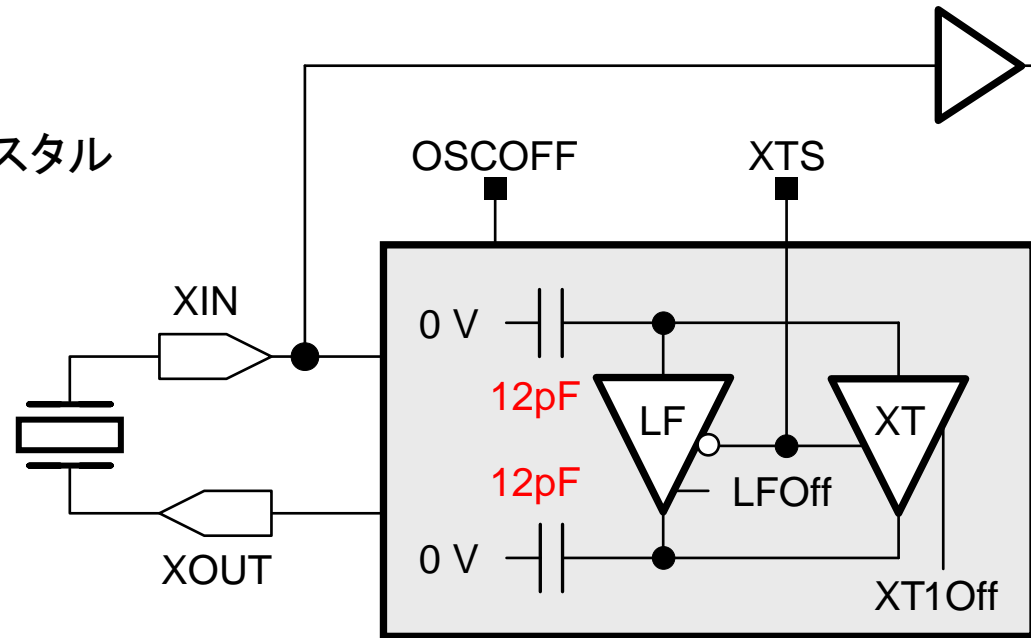 スタル
OSCOFF XTS
XIN
0 V
12pF
LF XT
12pF
LFOff
0 V
XOUT
XT1Off